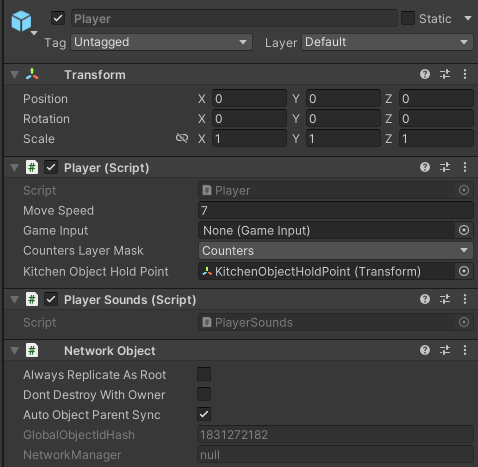 Player Static
Tag Untagged Layer Default
Transform
Position X 0 Y 0 Z 0
Rotation X 0 Y 0 Z 0
Scale X 1 Y 1 Z 1
# Player (Script)
Script # Player
Move Speed 7
Game Input None (Game Input)
Counters Layer Mask Counters
Kitchen Object Hold Point KitchenObjectHoldPoint (Transform)
# Player Sounds (Script)
Script # PlayerSounds
# Network Object
Always Replicate As Root
Dont Destroy With Owner
Auto Object Parent Sync
GlobalObjectIdHash 1831272182
NetworkManager null